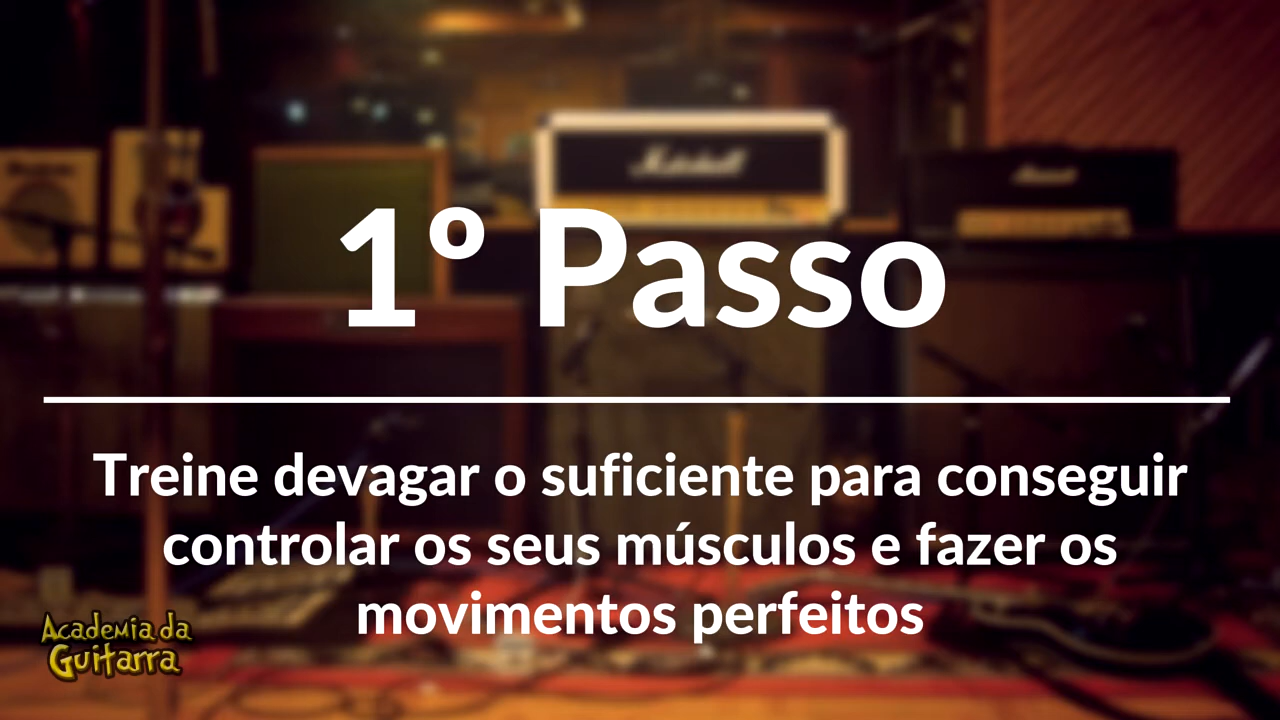 Marshall
1º Passo
Treine devagar o suficiente para conseguir
controlar os seus músculos e fazer os
movimentos perfeitos
Academia da
Guitarra